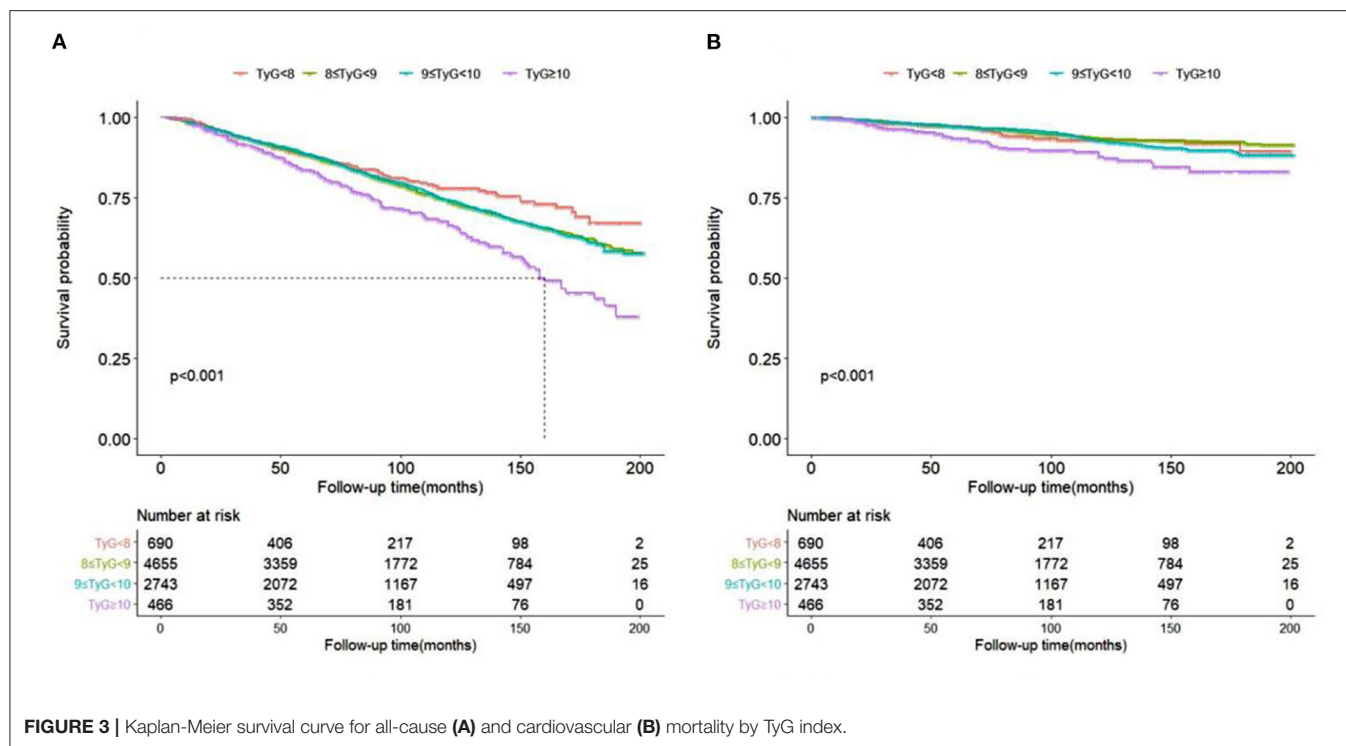 A
TyG<8 8≤TyG<9 9≤TyG<10 TyG≥10
1.00
0.75
0.50
0.25
0.00
Survival probability
p<0.001
0 50 100 150 200
Follow-up time(months)
Number at risk
TyG<8 690 406 217 98 2
8≤TyG<9 4655 3359 1772 784 25
9≤TyG<10 2743 2072 1167 497 16
TyG≥10 466 352 181 76 0
0 50 100 150 200
Follow-up time(months)
B
TyG<8 8≤TyG<9 9≤TyG<10 TyG≥10
1.00
0.75
0.50
0.25
0.00
Survival probability
p<0.001
0 50 100 150 200
Follow-up time(months)
Number at risk
TyG<8 690 406 217 98 2
8≤TyG<9 4655 3359 1772 784 25
9≤TyG<10 2743 2072 1167 497 16
TyG≥10 466 352 181 76 0
0 50 100 150 200
Follow-up time(months)
FIGURE 3 | Kaplan-Meier survival curve for all-cause (A) and cardiovascular (B) mortality by TyG index.